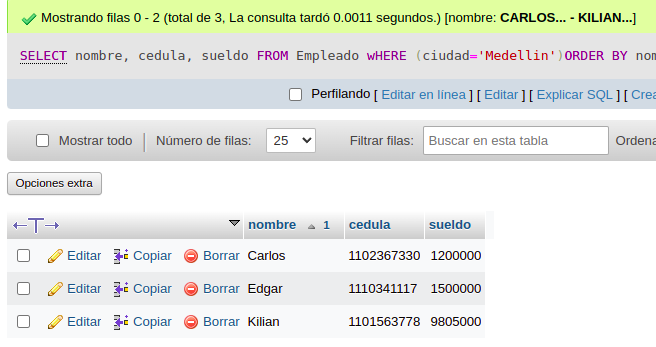 Mostrando filas 0 - 2 (total de 3, La consulta tardó 0.0011 segundos.) [nombre: CARLOS... - KILIAN...]
SELECT nombre, cedula, sueldo FROM Empleado wHERE (ciudad='Medellin')ORDER BY nom
Perfilando [ Editar en línea ] [ Editar ] [ Explicar SQL ] [ Crea
Mostrar todo Número de filas: 25 Filtrar filas: Buscar en esta tabla Ordena
Opciones extra
←T→ nombre 1 cedula sueldo
Editar Copiar Borrar Carlos 1102367330 1200000
Editar Copiar Borrar Edgar 1110341117 1500000
Editar Copiar Borrar Kilian 1101563778 9805000